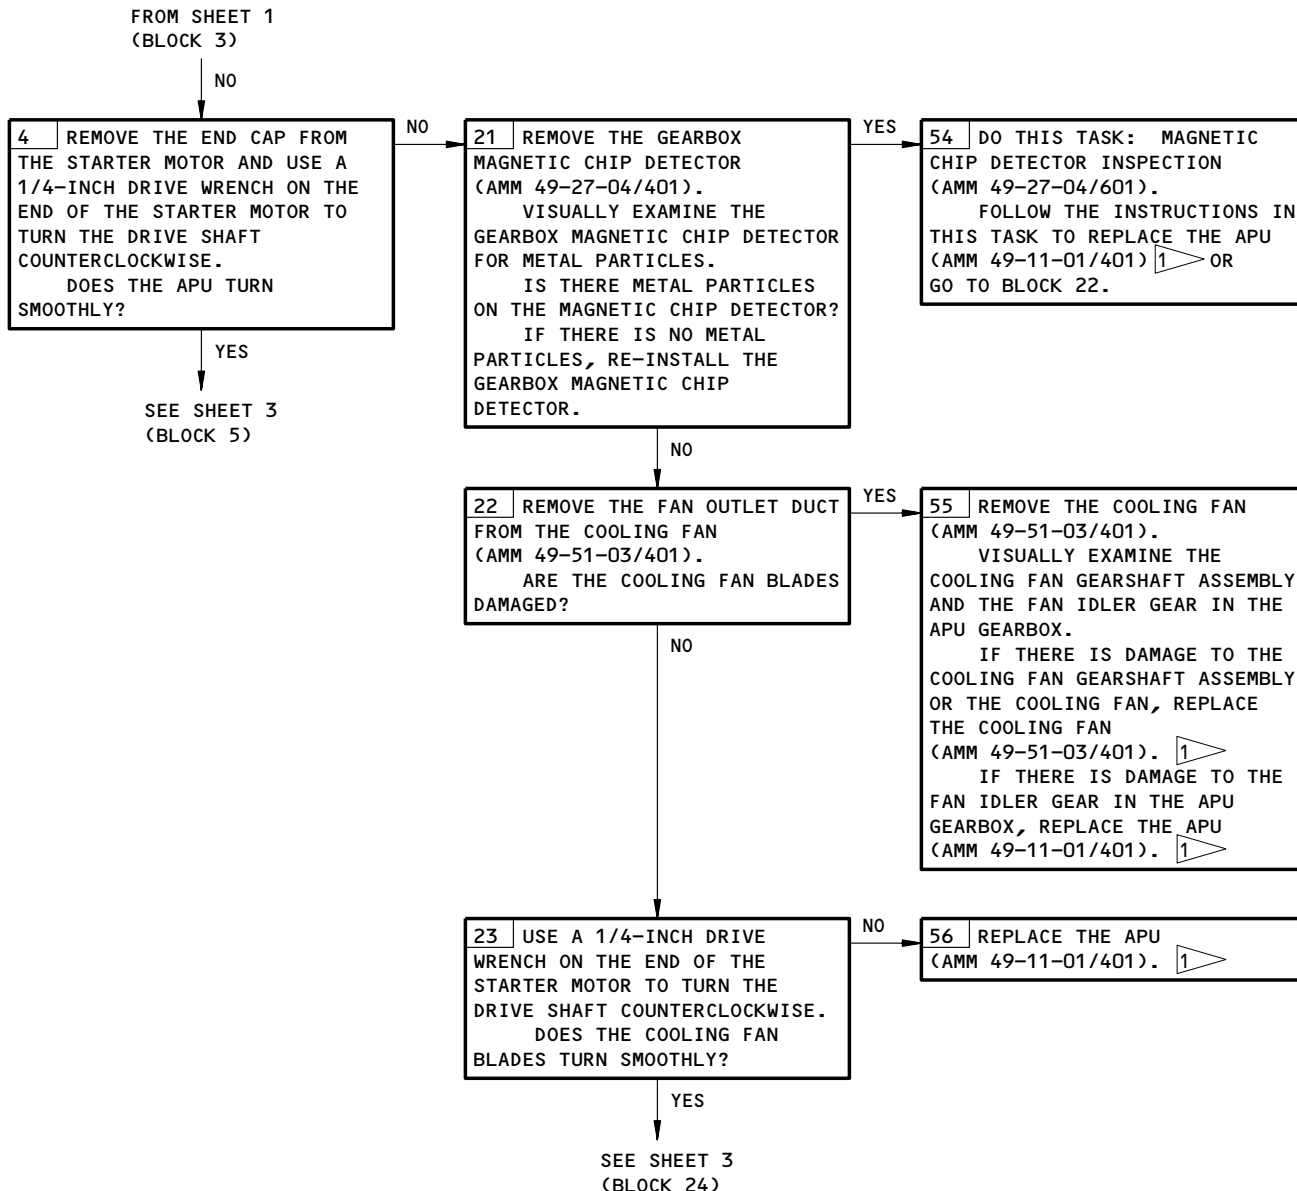 FROM SHEET 1
(BLOCK 3)
NO
4 REMOVE THE END CAP FROM
THE STARTER MOTOR AND USE A
1/4-INCH DRIVE WRENCH ON THE
END OF THE STARTER MOTOR TO
TURN THE DRIVE SHAFT
COUNTERCLOCKWISE.
DOES THE APU TURN
SMOOTHLY?
NO
YES
SEE SHEET 3
(BLOCK 5)
21 REMOVE THE GEARBOX
MAGNETIC CHIP DETECTOR
(AMM 49-27-04/401).
VISUALLY EXAMINE THE
GEARBOX MAGNETIC CHIP DETECTOR
FOR METAL PARTICLES.
IS THERE METAL PARTICLES
ON THE MAGNETIC CHIP DETECTOR?
IF THERE IS NO METAL
PARTICLES, RE-INSTALL THE
GEARBOX MAGNETIC CHIP
DETECTOR.
YES
54 DO THIS TASK: MAGNETIC
CHIP DETECTOR INSPECTION
(AMM 49-27-04/601).
FOLLOW THE INSTRUCTIONS IN
THIS TASK TO REPLACE THE APU
(AMM 49-11-01/401) 1 OR
GO TO BLOCK 22.
NO
22 REMOVE THE FAN OUTLET DUCT
FROM THE COOLING FAN
(AMM 49-51-03/401).
ARE THE COOLING FAN BLADES
DAMAGED?
YES
55 REMOVE THE COOLING FAN
(AMM 49-51-03/401).
VISUALLY EXAMINE THE
COOLING FAN GEARSHAFT ASSEMBLY
AND THE FAN IDLER GEAR IN THE
APU GEARBOX.
IF THERE IS DAMAGE TO THE
COOLING FAN GEARSHAFT ASSEMBLY
OR THE COOLING FAN, REPLACE
THE COOLING FAN
(AMM 49-51-03/401). 1
IF THERE IS DAMAGE TO THE
FAN IDLER GEAR IN THE APU
GEARBOX, REPLACE THE APU
(AMM 49-11-01/401). 1
NO
23 USE A 1/4-INCH DRIVE
WRENCH ON THE END OF THE
STARTER MOTOR TO TURN THE
DRIVE SHAFT COUNTERCLOCKWISE.
DOES THE COOLING FAN
BLADES TURN SMOOTHLY?
NO
56 REPLACE THE APU
(AMM 49-11-01/401). 1
YES
SEE SHEET 3
(BLOCK 24)